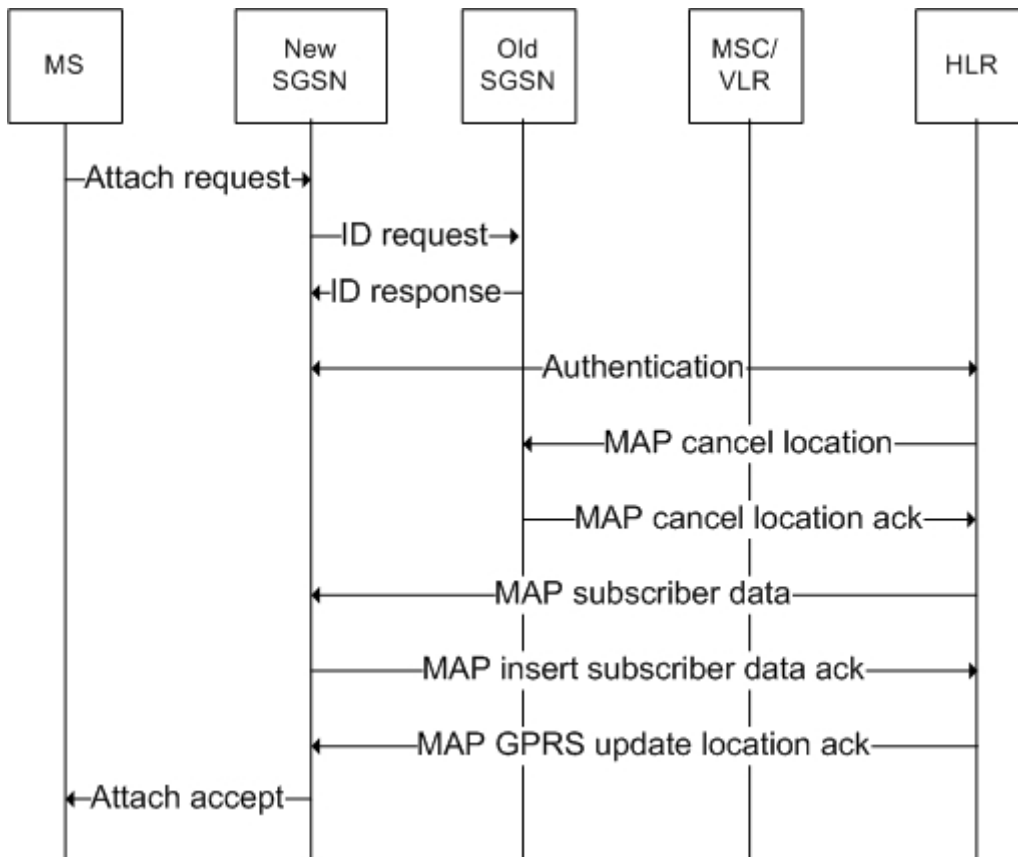 MS
New
SGSN
Old
SGSN
MSC/
VLR
HLR
Attach request
ID request
ID response
Authentication
MAP cancel location
MAP cancel location ack
MAP subscriber data
MAP insert subscriber data ack
MAP GPRS update location ack
Attach accept